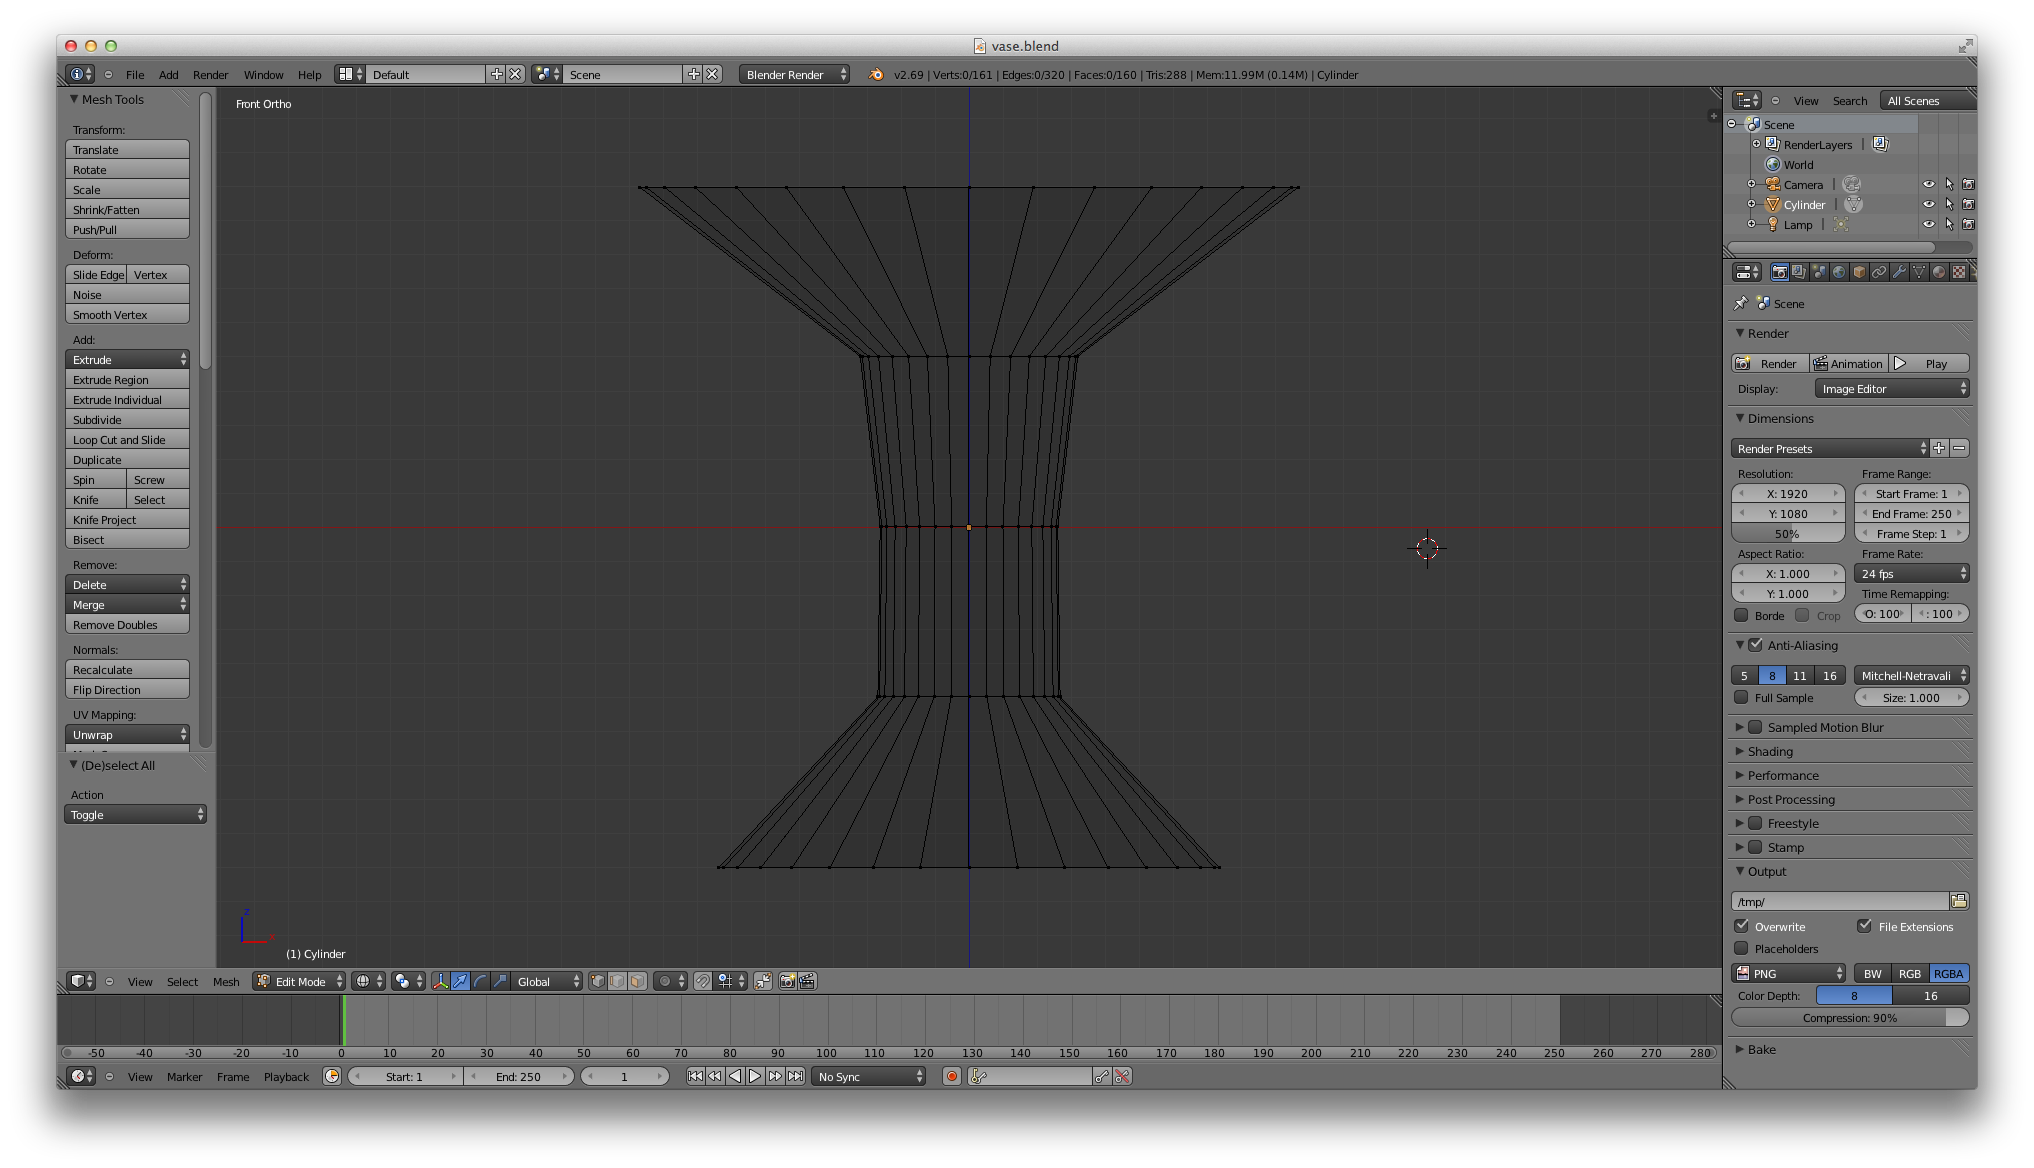 vase.blend
File Add Render Window Help Default Scene Blender Render v2.69 | Verts:0/161 | Edges:0/320 | Faces:0/160 | Tris:288 | Mem:11.99M (0.14M) | Cylinder
Mesh Tools
Transform:
Translate
Rotate
Scale
Shrink/Fatten
Push/Pull
Deform:
Slide Edge Vertex
Noise
Smooth Vertex
Add:
Extrude
Extrude Region
Extrude Individual
Subdivide
Loop Cut and Slide
Duplicate
Spin Screw
Knife Select
Knife Project
Bisect
Remove:
Delete
Merge
Remove Doubles
Normals:
Recalculate
Flip Direction
UV Mapping:
Unwrap
(De)select All
Action
Toggle
Front Ortho
z
x
(1) Cylinder
View Select Mesh Edit Mode Global
-50 -40 -30 -20 -10 0 10 20 30 40 50 60 70 80 90 100 110 120 130 140 150 160 170 180 190 200 210 220 230 240 250 260 270 280
View Marker Frame Playback Start: 1 End: 250 1 No Sync
View Search All Scenes
Scene
RenderLayers |
World
Camera |
Cylinder |
Lamp |
Scene
Render
Render Animation Play
Display: Image Editor
Dimensions
Render Presets
Resolution: Frame Range:
X: 1920 Start Frame: 1
Y: 1080 End Frame: 250
50% Frame Step: 1
Aspect Ratio: Frame Rate:
X: 1.000 24 fps
Y: 1.000 Time Remapping:
Borde Crop O: 100 : 100
Anti-Aliasing
5 8 11 16 Mitchell-Netravali
Full Sample Size: 1.000
Sampled Motion Blur
Shading
Performance
Post Processing
Freestyle
Stamp
Output
/tmp/
Overwrite File Extensions
Placeholders
PNG BW RGB RGBA
Color Depth: 8 16
Compression: 90%
Bake